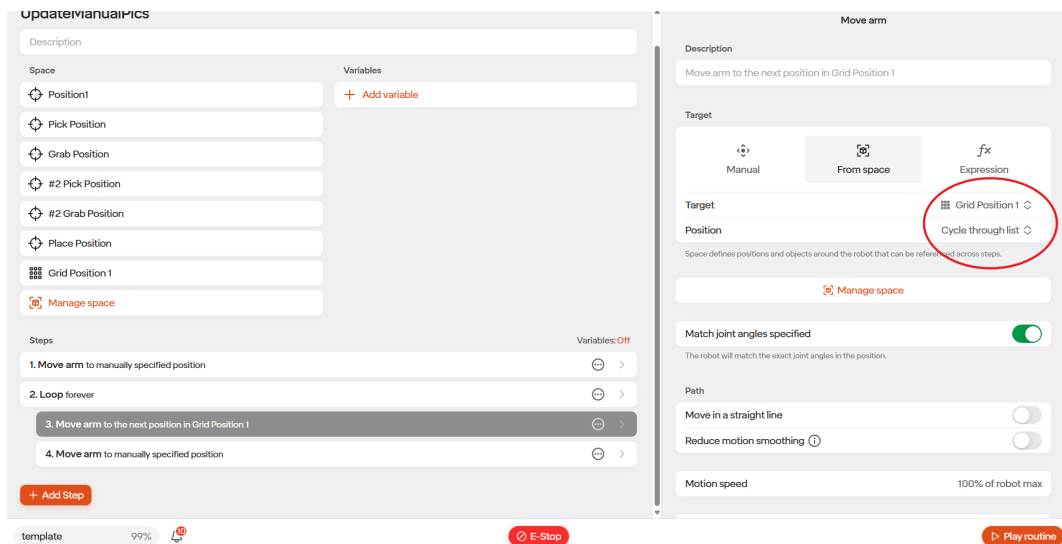 UpdateManualPics
Description
Space
Position1
Pick Position
Grab Position
#2 Pick Position
#2 Grab Position
Place Position
Grid Position 1
Manage space
Variables
+ Add variable
Steps
Variables: Off
1. Move arm to manually specified position
2. Loop forever
3. Move arm to the next position in Grid Position 1
4. Move arm to manually specified position
+ Add Step
Move arm
Description
Move arm to the next position in Grid Position 1
Target
Manual
From space
fx
Expression
Target
Grid Position 1
Position
Cycle through list
Space defines positions and objects around the robot that can be referenced across steps.
Manage space
Match joint angles specified
The robot will match the exact joint angles in the position.
Path
Move in a straight line
Reduce motion smoothing
Motion speed
100% of robot max
template
99%
10
E-Stop
Play routine